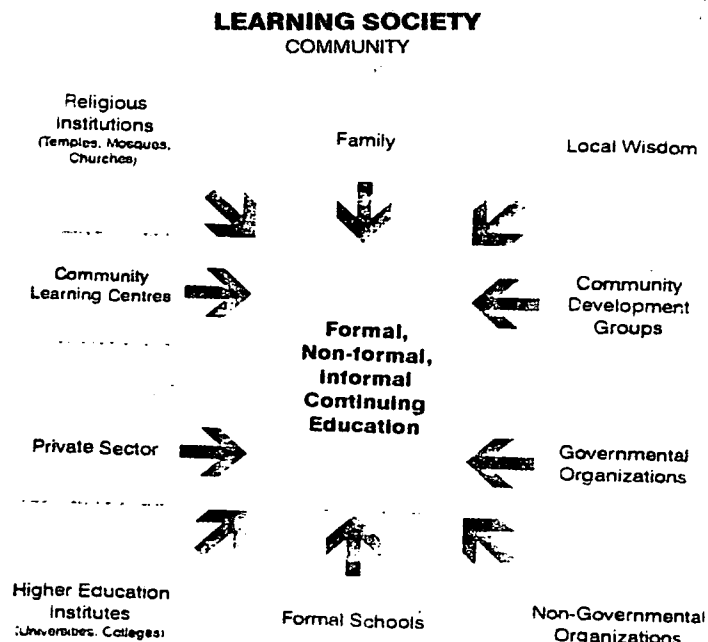 LEARNING SOCIETY
COMMUNITY
Religious
Institutions
(Temples, Mosques,
Churches)
Family
Local Wisdom
Community
Learning Centres
Community
Development
Groups
Formal,
Non-formal,
Informal
Continuing
Education
Private Sector
Governmental
Organizations
Higher Education
Institutes
(Universities, Colleges)
Formal Schools
Non-Governmental
Organizations